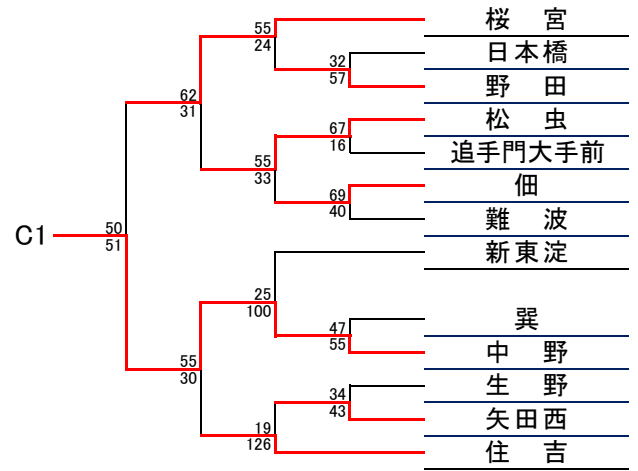 桜　宮
55
24
日本橋
32
57
野　田
62
31
松　虫
67
16
追手門大手前
55
33
佃
69
40
難　波
C1
50
51
新東淀
25
100
巽
47
55
中　野
55
30
生　野
34
43
矢田西
19
126
住　吉